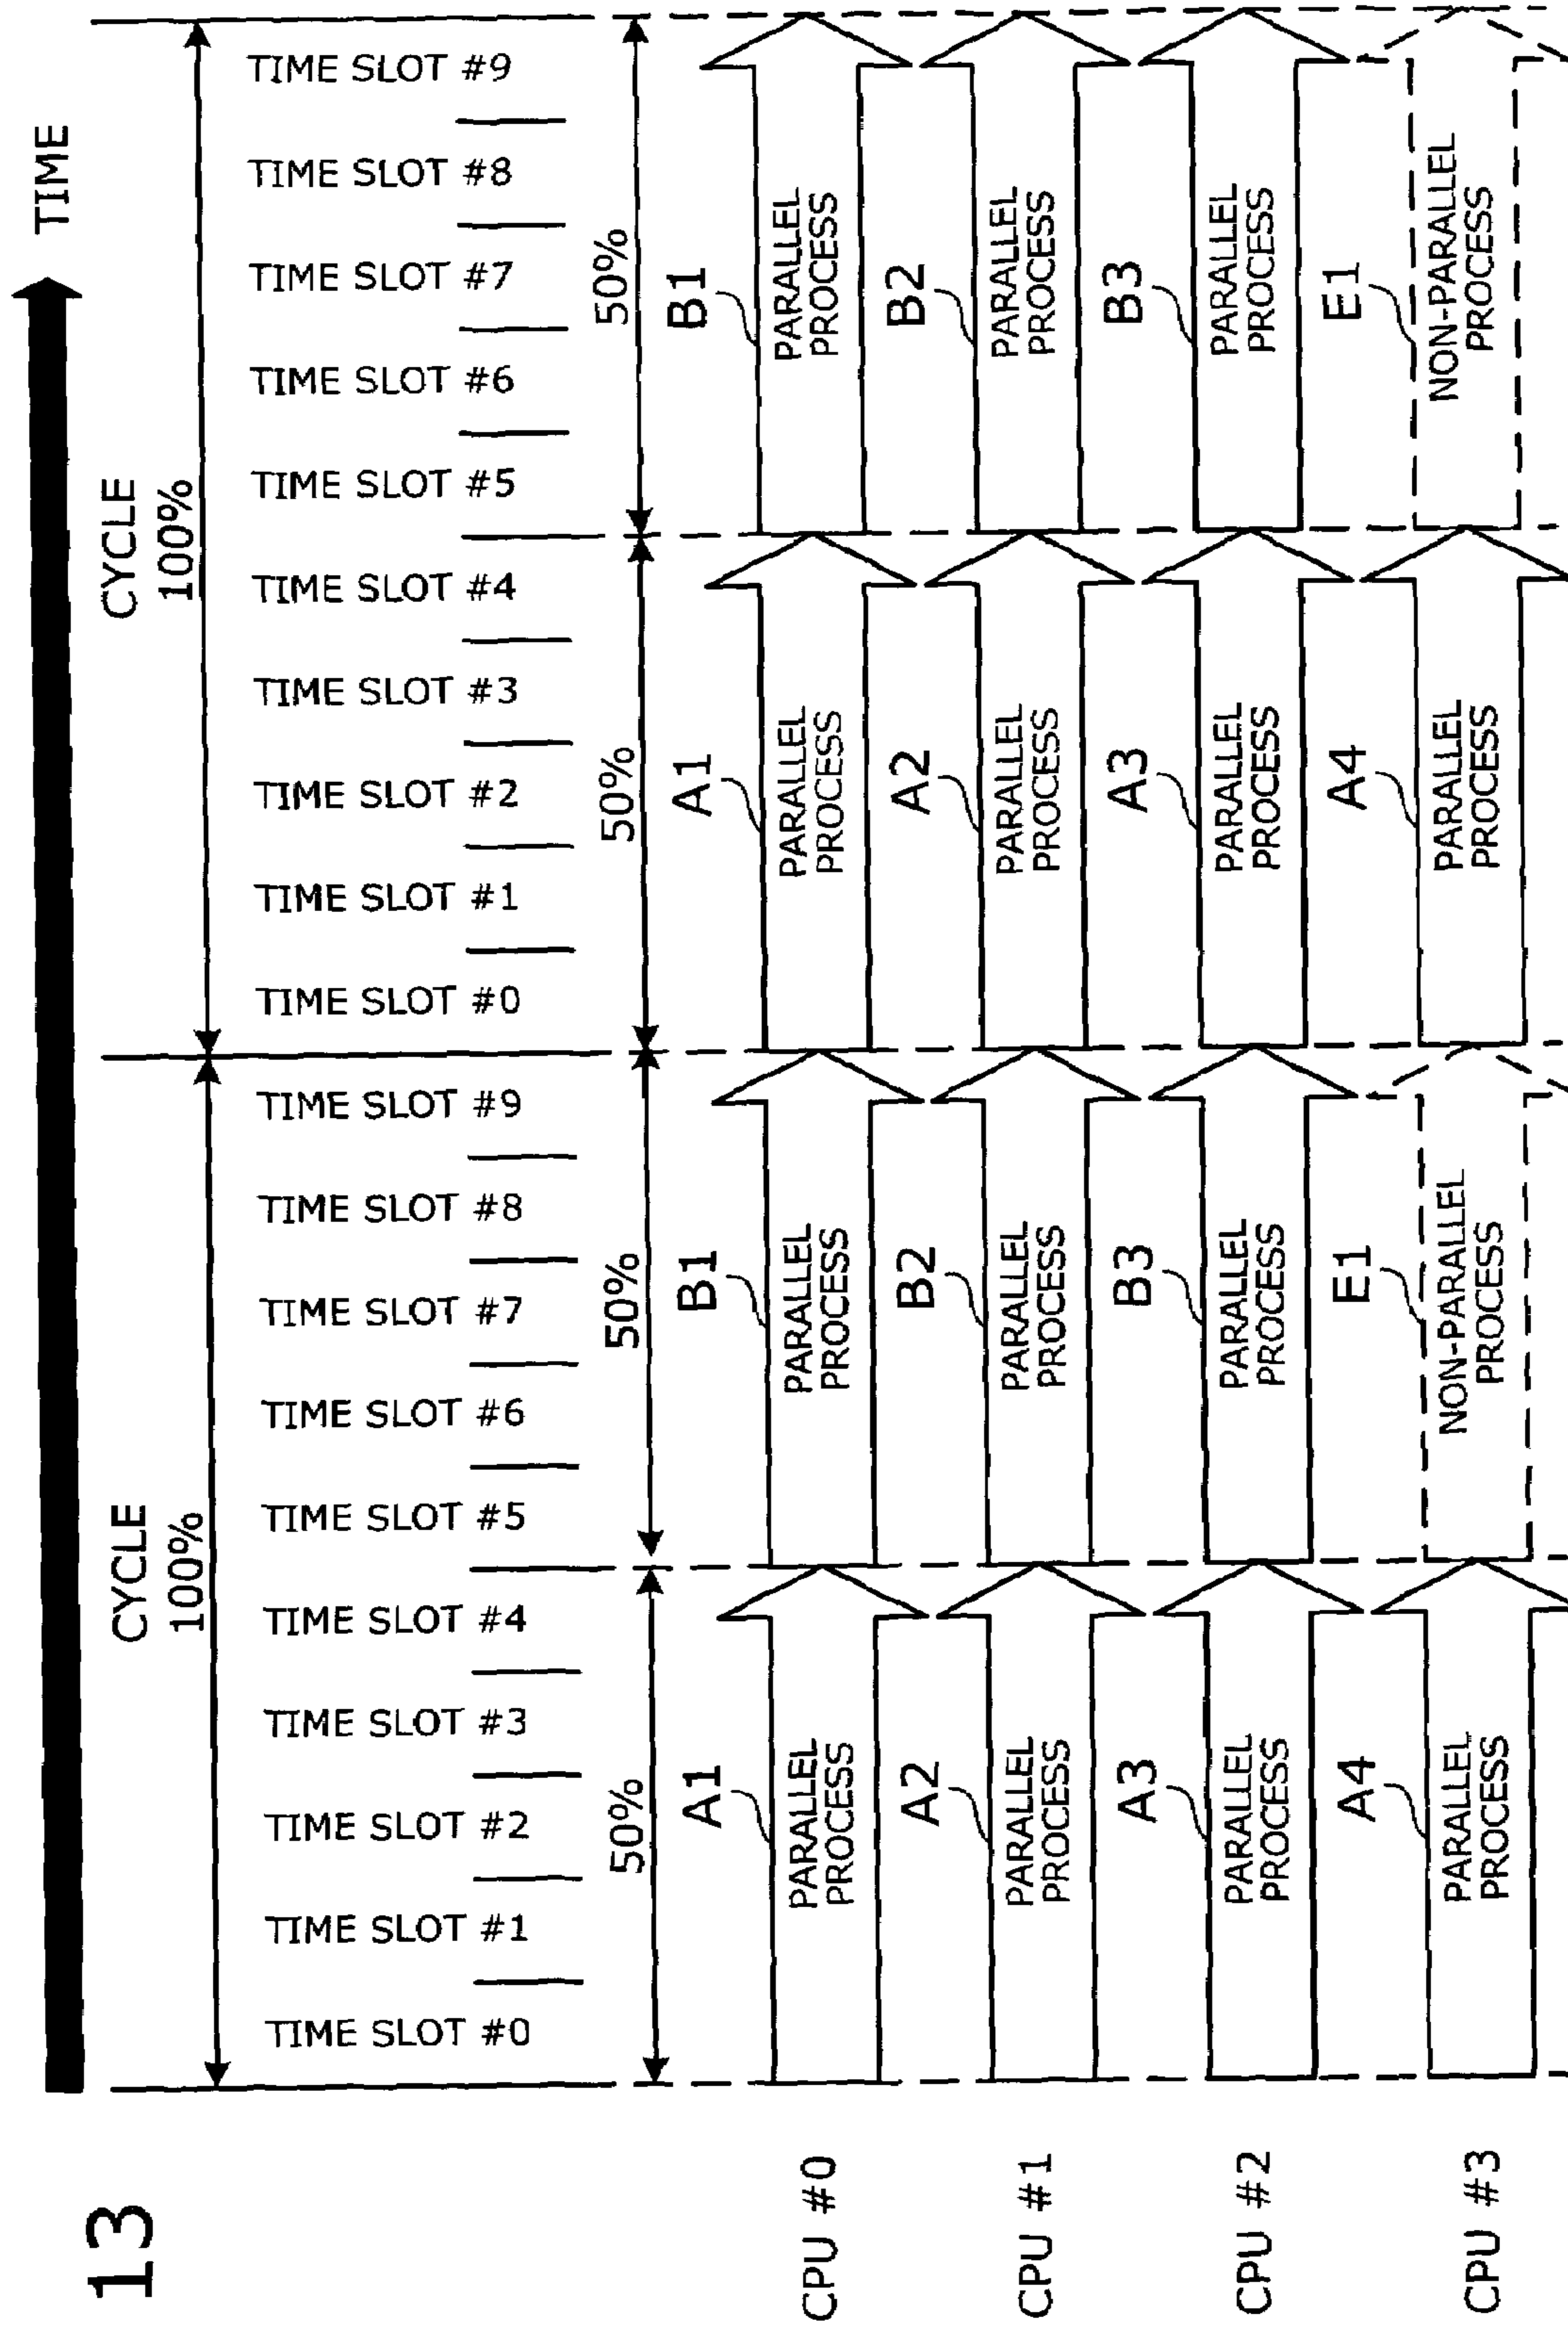 13
TIME
CYCLE
100%
CYCLE
100%
TIME SLOT #0
TIME SLOT #1
TIME SLOT #2
TIME SLOT #3
TIME SLOT #4
TIME SLOT #5
TIME SLOT #6
TIME SLOT #7
TIME SLOT #8
TIME SLOT #9
TIME SLOT #0
TIME SLOT #1
TIME SLOT #2
TIME SLOT #3
TIME SLOT #4
TIME SLOT #5
TIME SLOT #6
TIME SLOT #7
TIME SLOT #8
TIME SLOT #9
50%
50%
50%
50%
CPU #0
A1
PARALLEL
PROCESS
B1
PARALLEL
PROCESS
A1
PARALLEL
PROCESS
B1
PARALLEL
PROCESS
CPU #1
A2
PARALLEL
PROCESS
B2
PARALLEL
PROCESS
A2
PARALLEL
PROCESS
B2
PARALLEL
PROCESS
CPU #2
A3
PARALLEL
PROCESS
B3
PARALLEL
PROCESS
A3
PARALLEL
PROCESS
B3
PARALLEL
PROCESS
CPU #3
A4
PARALLEL
PROCESS
E1
NON-PARALLEL
PROCESS
A4
PARALLEL
PROCESS
E1
NON-PARALLEL
PROCESS